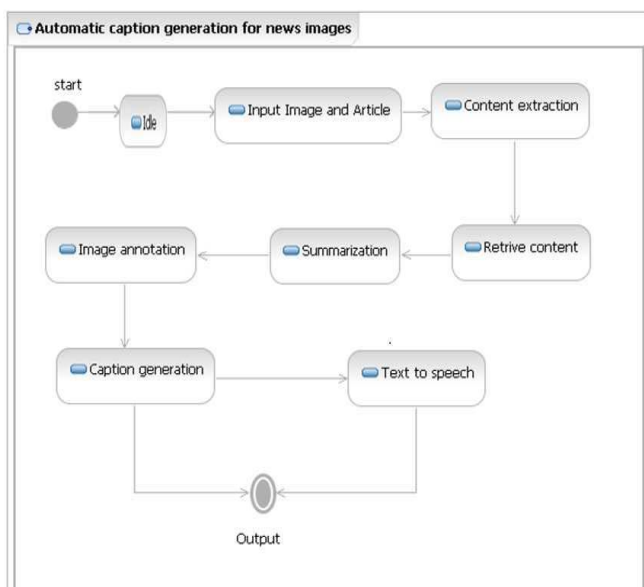 Automatic caption generation for news images
start
Idle
Input Image and Article
Content extraction
Retrive content
Summarization
Image annotation
Caption generation
Text to speech
Output